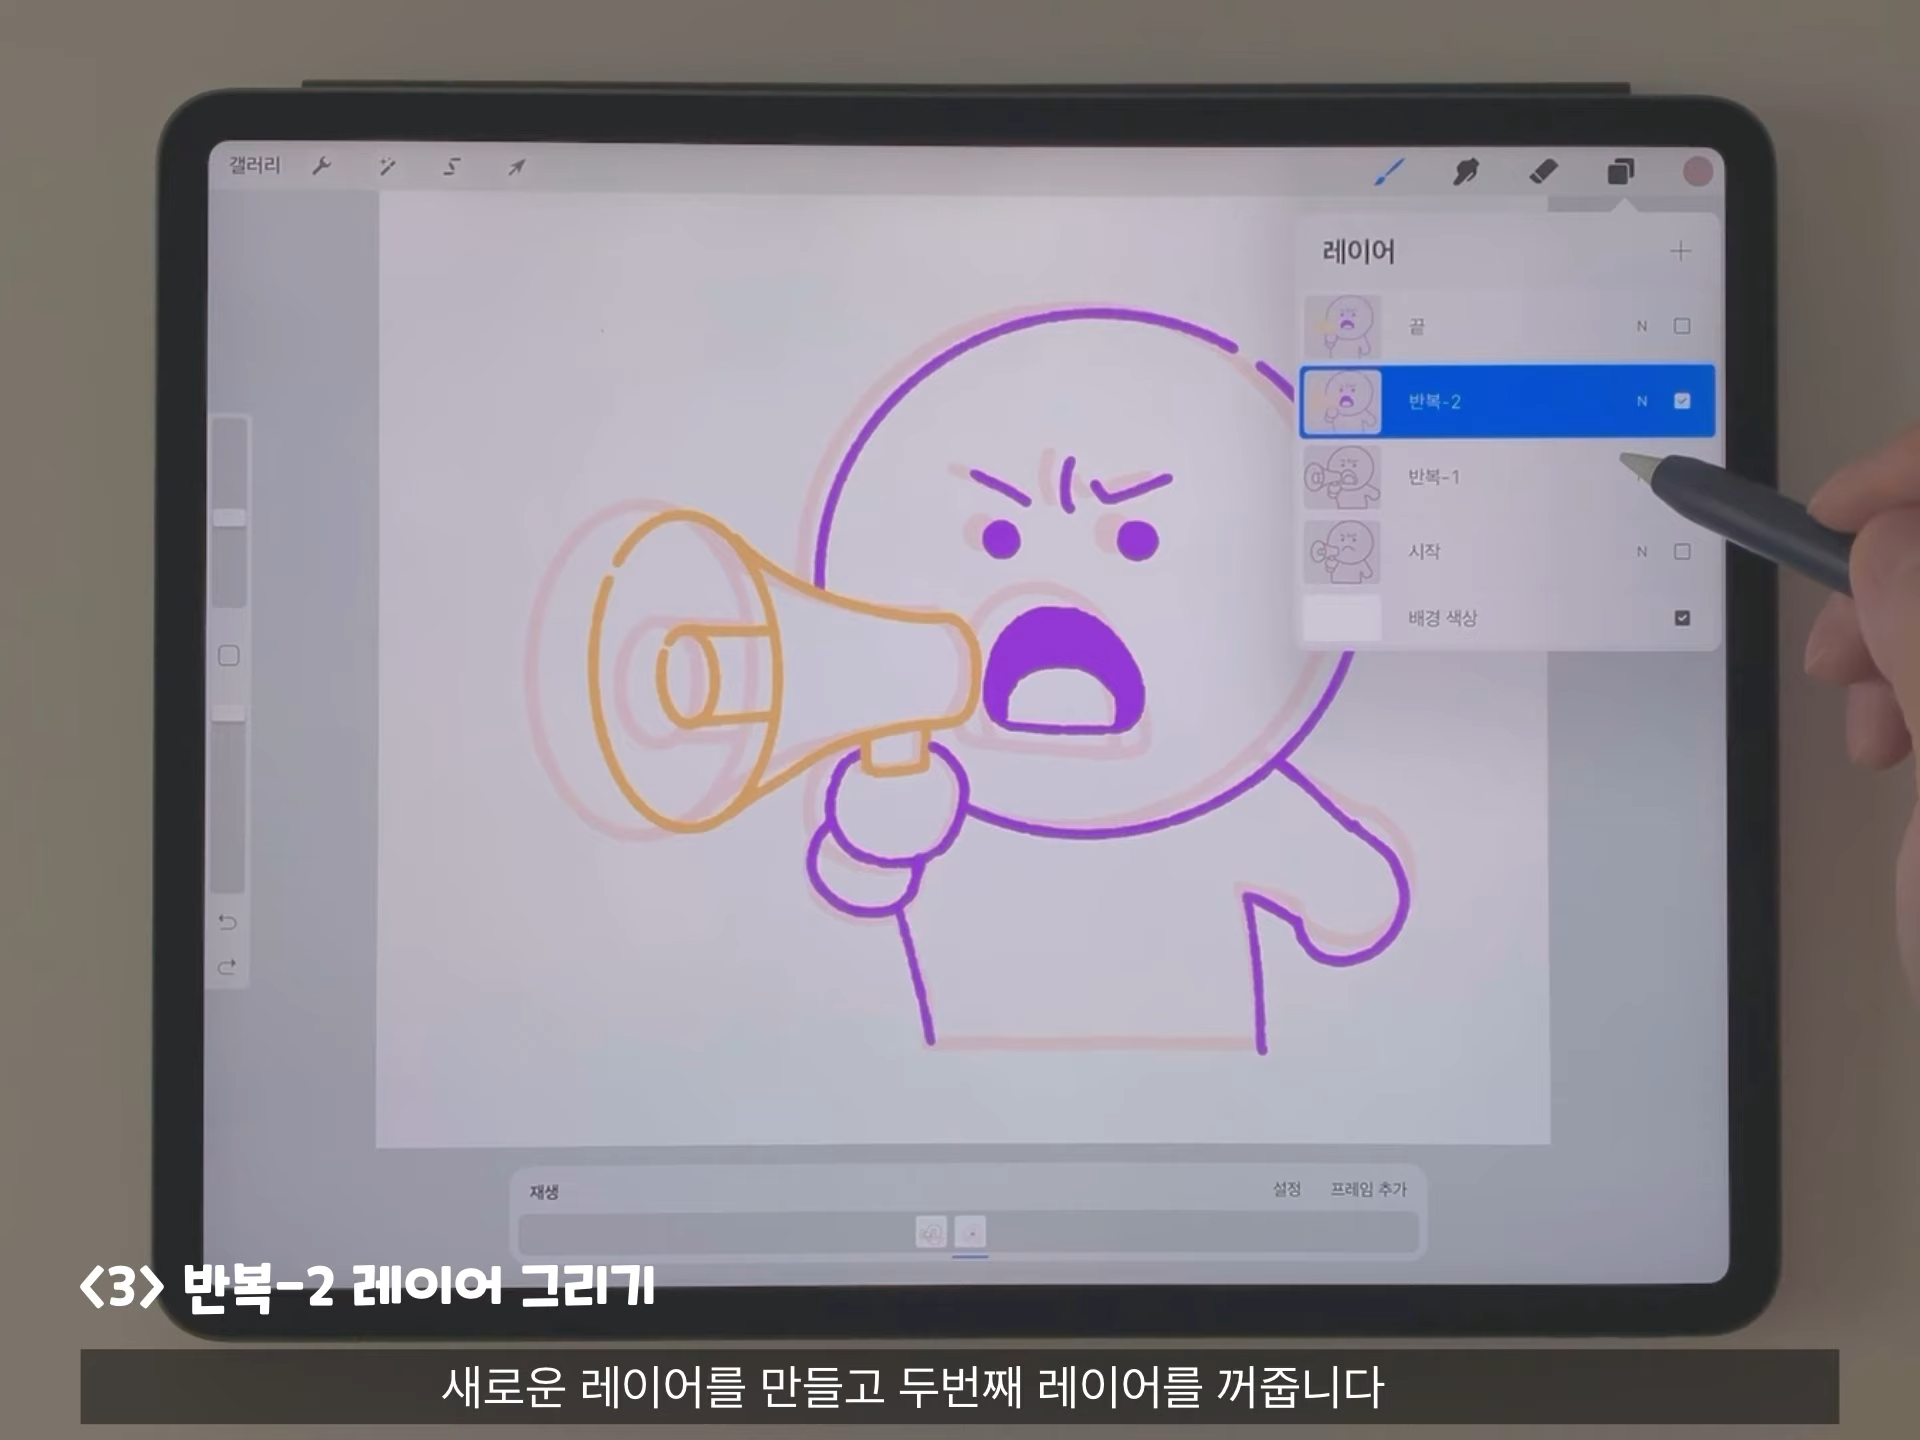 갤러리
레이어
끝 N
반복-2 N
반복-1
시작 N
배경 색상
재생 설정 프레임 추가
<3> 반복-2 레이어 그리기
새로운 레이어를 만들고 두번째 레이어를 꺼줍니다